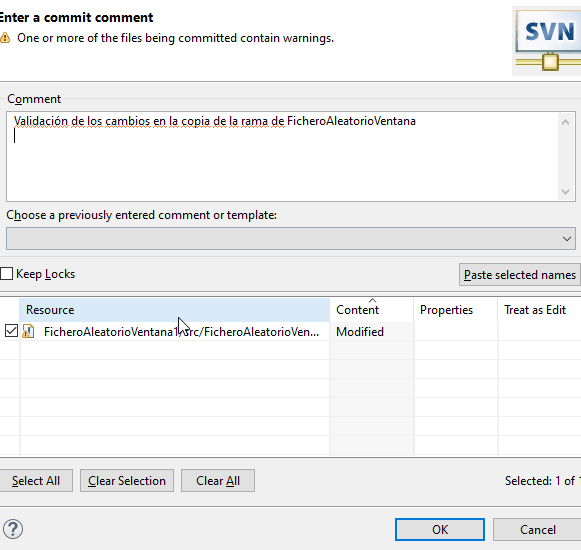 Enter a commit comment
One or more of the files being committed contain warnings.
SVN
Comment
Validación de los cambios en la copia de la rama de FicheroAleatorioVentana
Choose a previously entered comment or template:
Keep Locks
Paste selected names
Resource Content Properties Treat as Edit
FicheroAleatorioVentana1/src/FicheroAleatorioVen... Modified
Select All Clear Selection Clear All Selected: 1 of 1
? OK Cancel